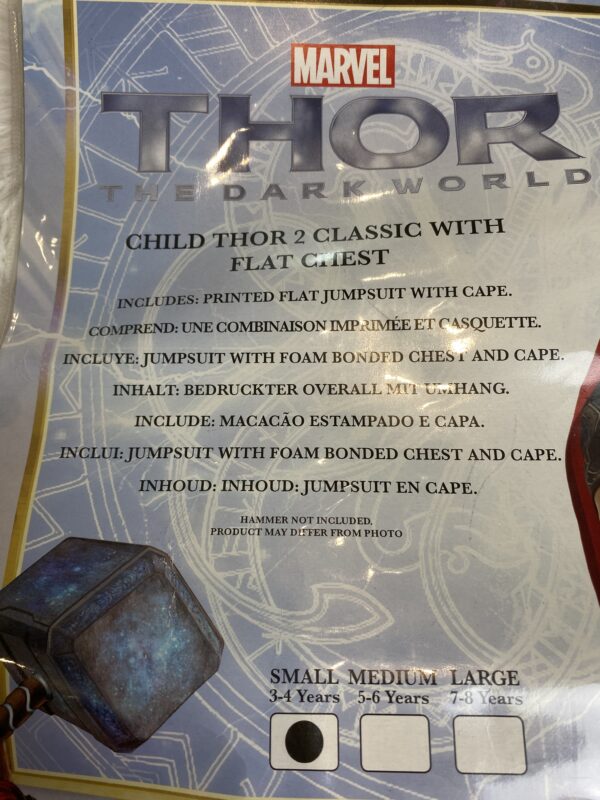 MARVEL
THOR
THE DARK WORLD
CHILD THOR 2 CLASSIC WITH
FLAT CHEST
INCLUDES: PRINTED FLAT JUMPSUIT WITH CAPE.
COMPREND: UNE COMBINAISON IMPRIMÉE ET CASQUETTE.
INCLUYE: JUMPSUIT WITH FOAM BONDED CHEST AND CAPE.
INHALT: BEDRUCKTER OVERALL MIT UMHANG.
INCLUDE: MACACÃO ESTAMPADO E CAPA.
INCLUI: JUMPSUIT WITH FOAM BONDED CHEST AND CAPE.
INHOUD: INHOUD: JUMPSUIT EN CAPE.
HAMMER NOT INCLUDED.
PRODUCT MAY DIFFER FROM PHOTO
SMALL MEDIUM LARGE
3-4 Years 5-6 Years 7-8 Years